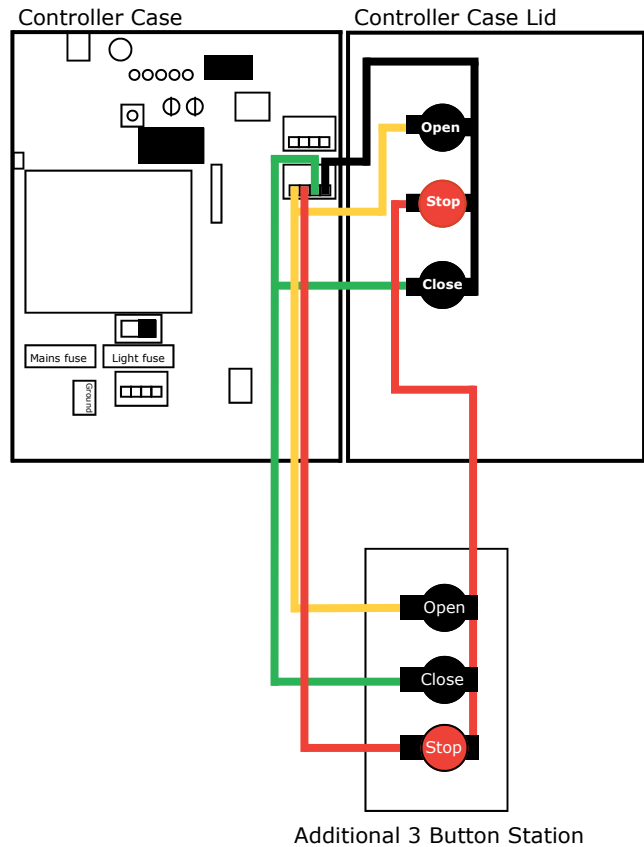 Controller Case
Controller Case Lid
Open
Stop
Close
Mains fuse
Light fuse
Ground
Open
Close
Stop
Additional 3 Button Station